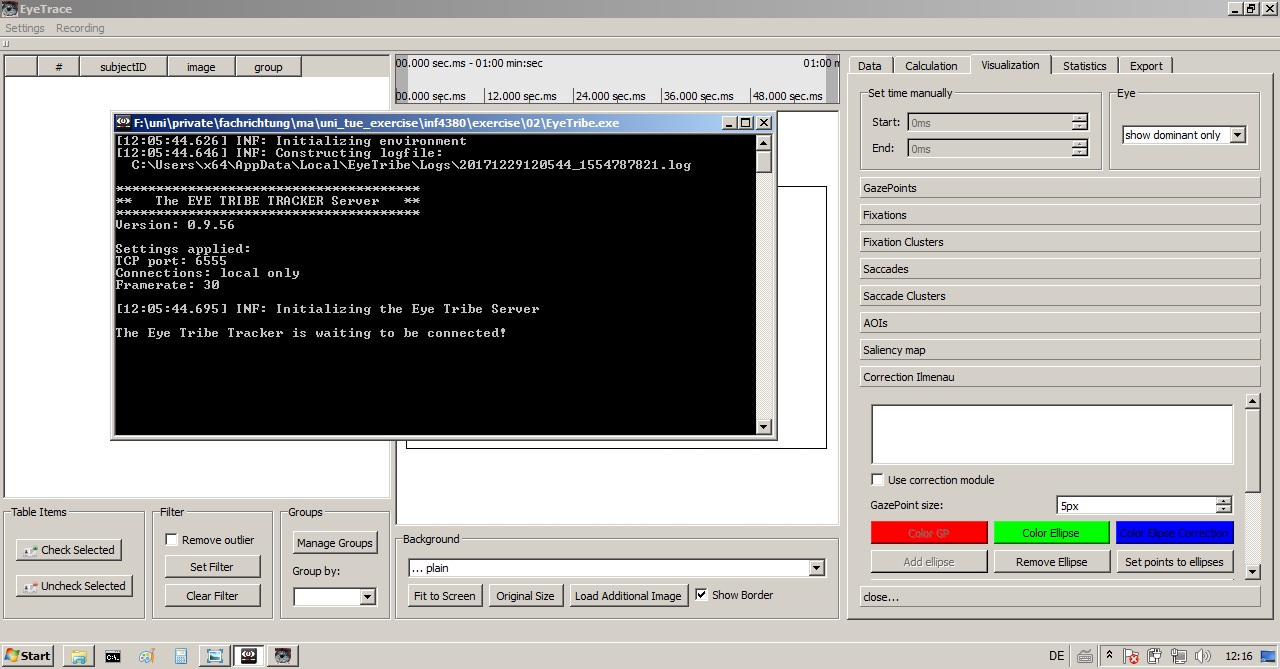 EyeTrace
Settings Recording
# subjectID image group
00.000 sec.ms - 01:00 min:sec 01:00 m
00.000 sec.ms 12.000 sec.ms 24.000 sec.ms 36.000 sec.ms 48.000 sec.ms
F:\uni\private\fachrichtung\ma\uni_tue_exercise\inf4380\exercise\02\EyeTribe.exe
[12:05:44.626] INF: Initializing environment
[12:05:44.646] INF: Constructing logfile:
C:\Users\x64\AppData\Local\EyeTribe\Logs\20171229120544_1554787821.log
**************************************
** The EYE TRIBE TRACKER Server **
**************************************
Version: 0.9.56
Settings applied:
TCP port: 6555
Connections: local only
Framerate: 30
[12:05:44.695] INF: Initializing the Eye Tribe Server
The Eye Tribe Tracker is waiting to be connected!
Data Calculation Visualization Statistics Export
Set time manually
Start: 0ms
End: 0ms
Eye
show dominant only
GazePoints
Fixations
Fixation Clusters
Saccades
Saccade Clusters
AOIs
Saliency map
Correction Ilmenau
Use correction module
GazePoint size: 5px
Color GP Color Ellipse Color Ellipse Correction
Add ellipse Remove Ellipse Set points to ellipses
close...
Table Items
Check Selected
Uncheck Selected
Filter
Remove outlier
Set Filter
Clear Filter
Groups
Manage Groups
Group by:
Background
... plain
Fit to Screen Original Size Load Additional Image Show Border
Start C:\. DE 12:16